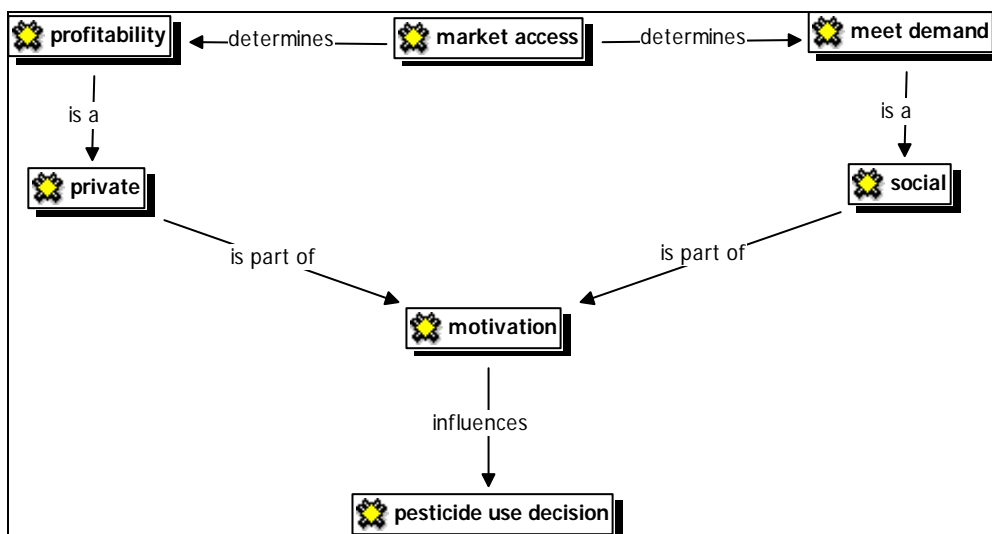 profitability
determines
market access
determines
meet demand
is a
is a
private
social
is part of
is part of
motivation
influences
pesticide use decision